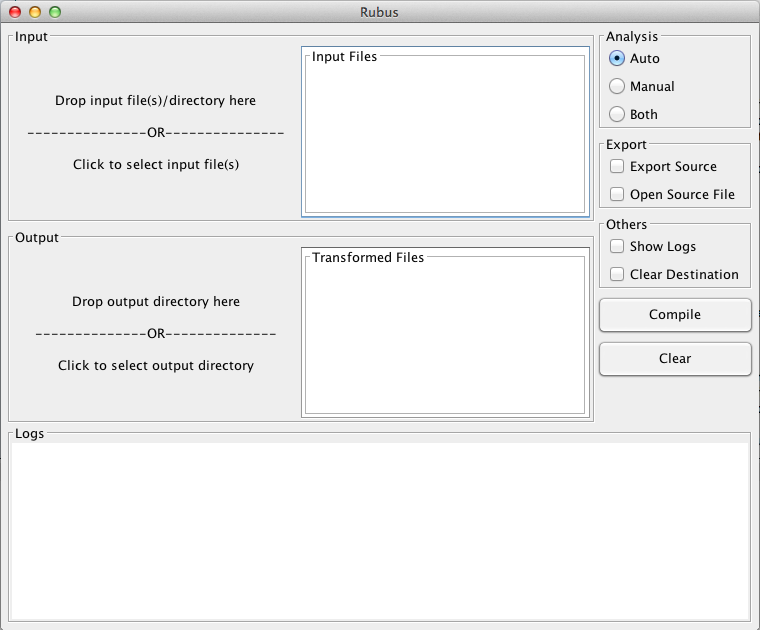 Rubus
Input
Drop input file(s)/directory here
---------------OR---------------
Click to select input file(s)
Input Files
Output
Drop output directory here
--------------OR--------------
Click to select output directory
Transformed Files
Analysis
Auto
Manual
Both
Export
Export Source
Open Source File
Others
Show Logs
Clear Destination
Compile
Clear
Logs